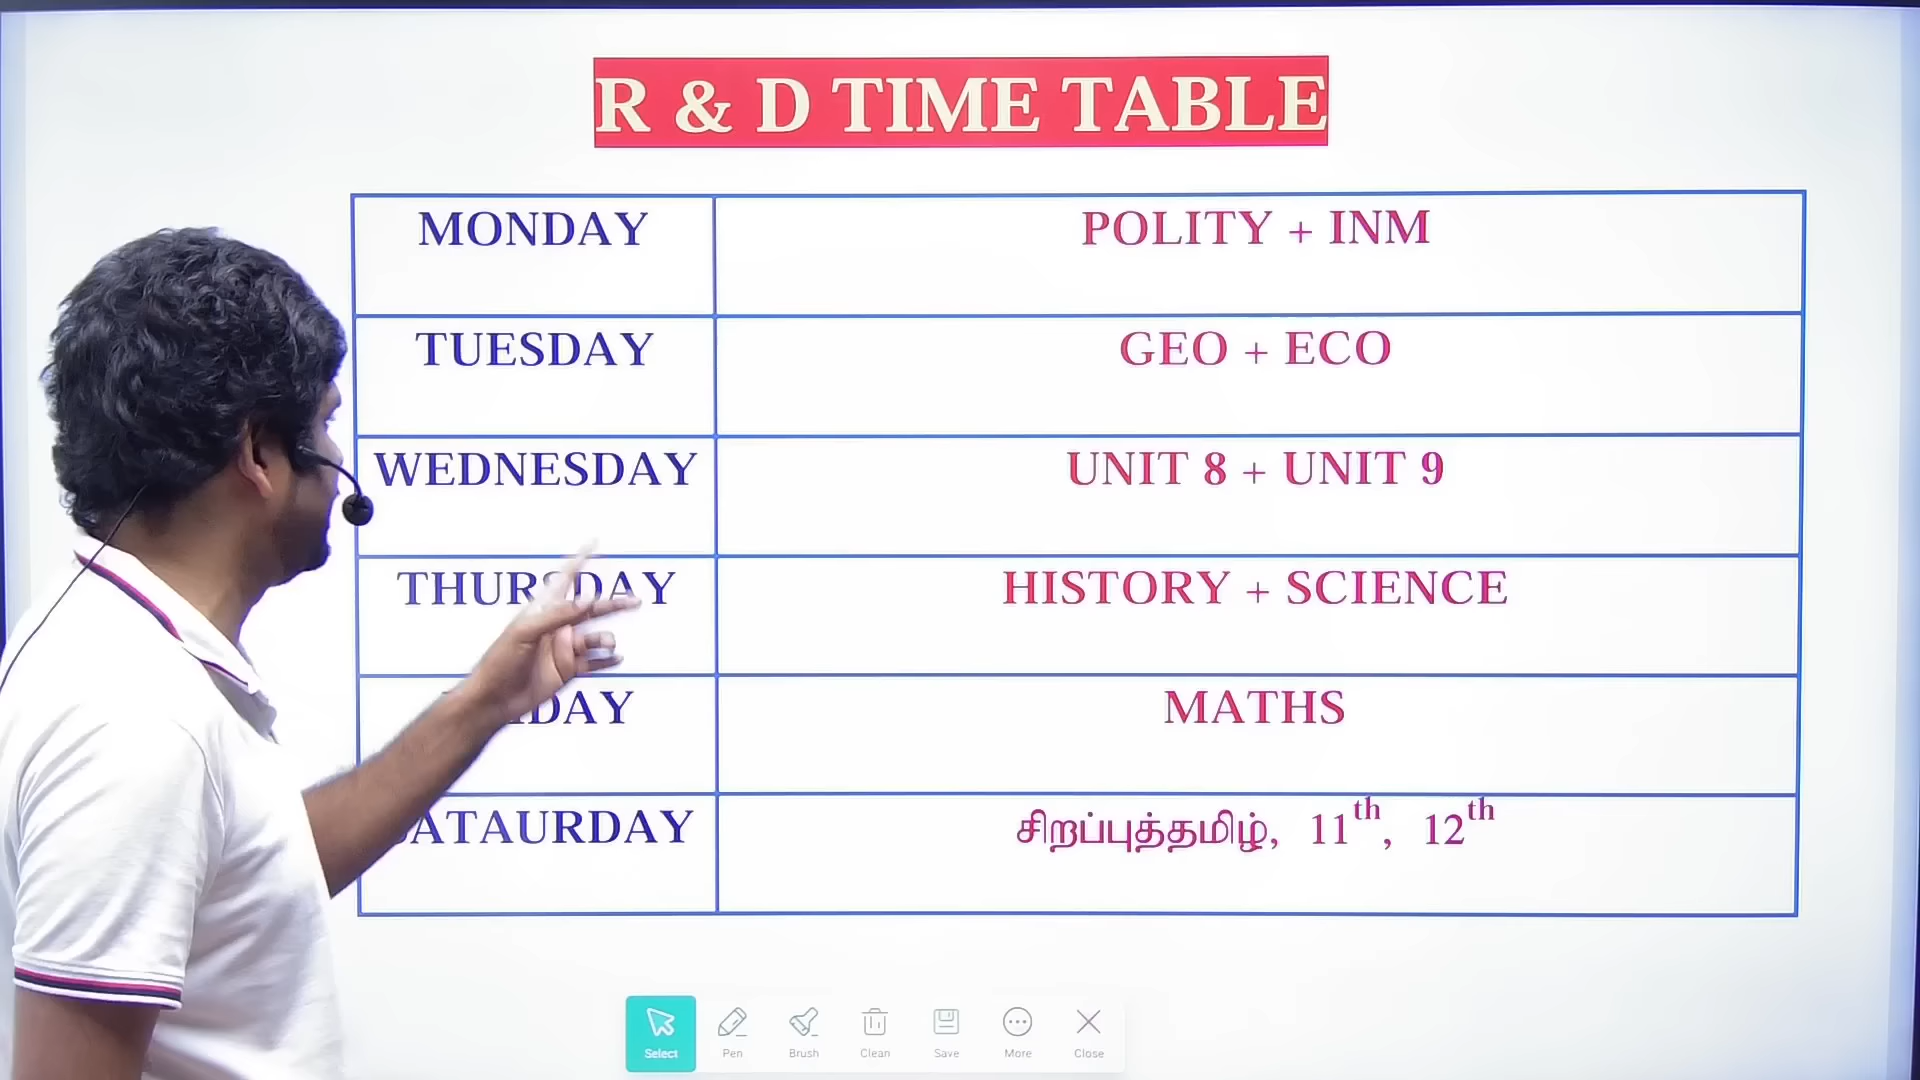 R & D TIME TABLE
MONDAY POLITY + INM
TUESDAY GEO + ECO
WEDNESDAY UNIT 8 + UNIT 9
THURSDAY HISTORY + SCIENCE
MATHS
சிறப்புத்தமிழ், 11th, 12th
Select Pen Brush Clean Save More Close